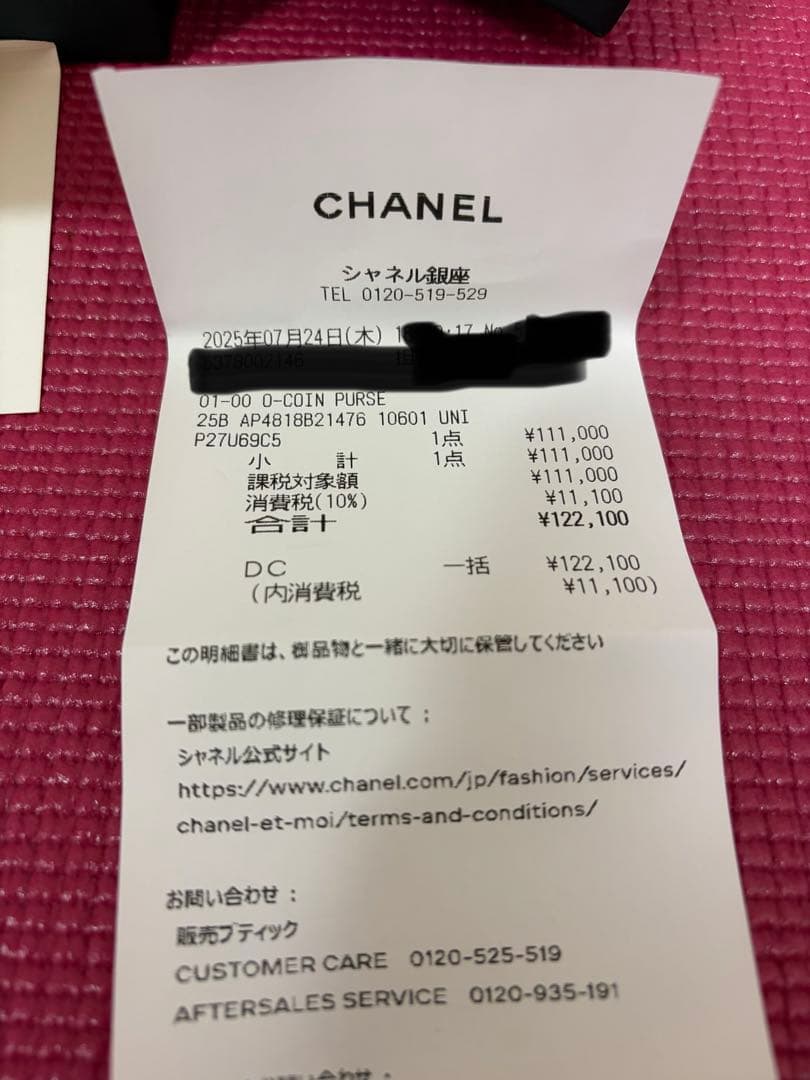 CHANEL
シャネル銀座
TEL 0120-519-529
2025年07月24日(木) 17 No
5378002146
01-00 O-COIN PURSE
25B AP4818B21476 10601 UNI
P27U69C5 1点 ¥111,000
小 計 1点 ¥111,000
課税対象額 ¥111,000
消費税(10%) ¥11,100
合計 ¥122,100
DC 一括 ¥122,100
(内消費税 ¥11,100)
この明細書は、御品物と一緒に大切に保管してください
一部製品の修理保証について;
シャネル公式サイト
https://www.chanel.com/jp/fashion/services/
chanel-et-moi/terms-and-conditions/
お問い合わせ:
販売ブティック
CUSTOMER CARE 0120-525-519
AFTERSALES SERVICE 0120-935-191